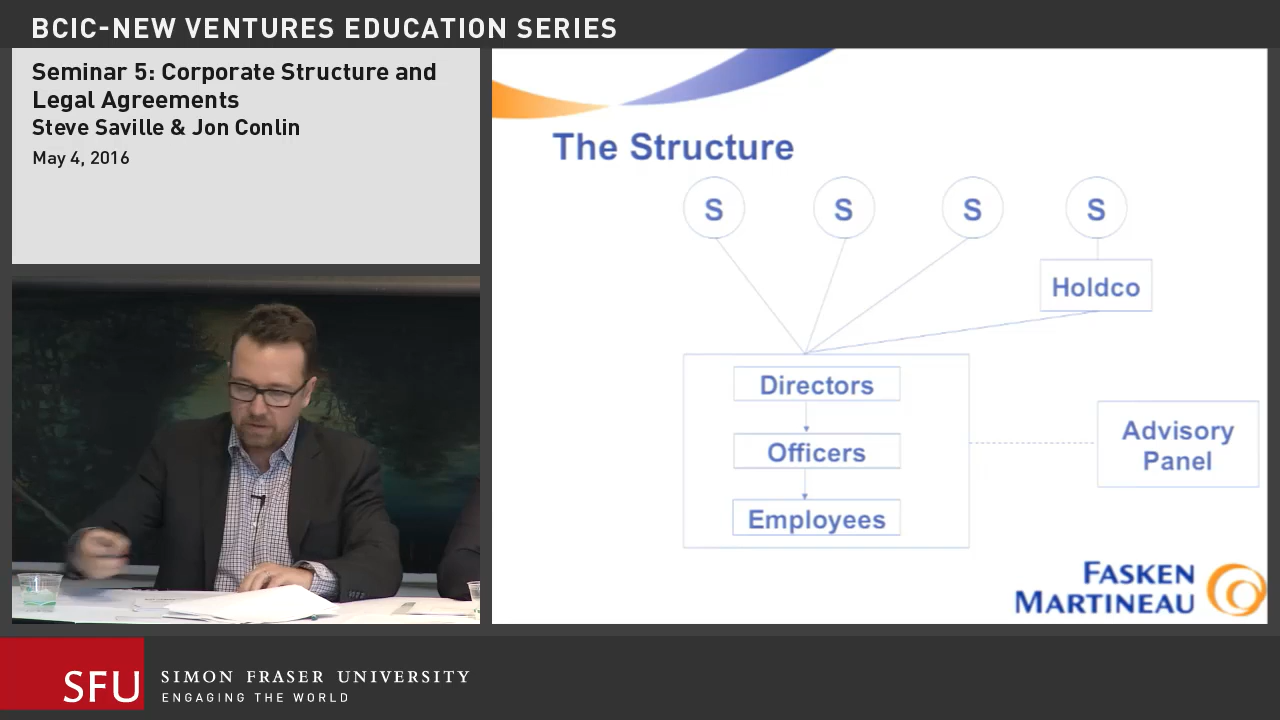 BCIC-NEW VENTURES EDUCATION SERIES
Seminar 5: Corporate Structure and
Legal Agreements
Steve Saville & Jon Conlin
May 4, 2016
The Structure
S S S S
Holdco
Directors
Officers
Employees
Advisory
Panel
FASKEN
MARTINEAU
SFU
SIMON FRASER UNIVERSITY
ENGAGING THE WORLD